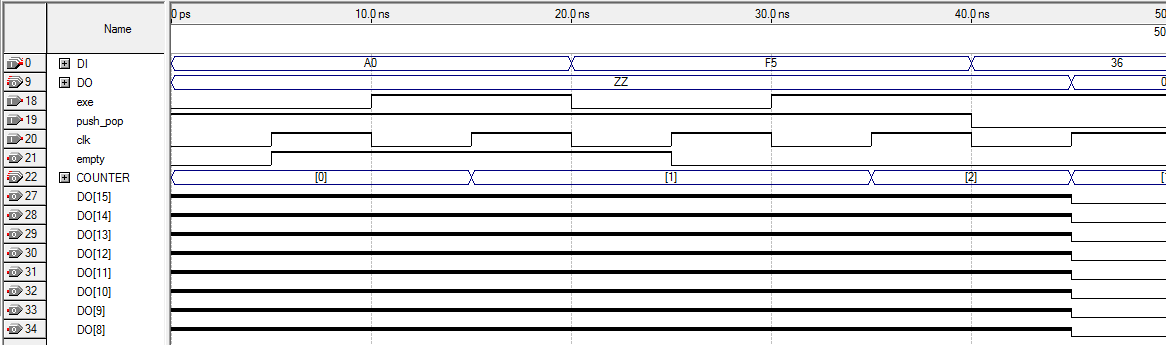 0 ps 10.0 ns 20.0 ns 30.0 ns 40.0 ns 50
Name 50
0 DI A0 F5 36
9 DO ZZ 0
18 exe
19 push_pop
20 clk
21 empty
22 COUNTER [0] [1] [2] [
27 DO[15]
28 DO[14]
29 DO[13]
30 DO[12]
31 DO[11]
32 DO[10]
33 DO[9]
34 DO[8]